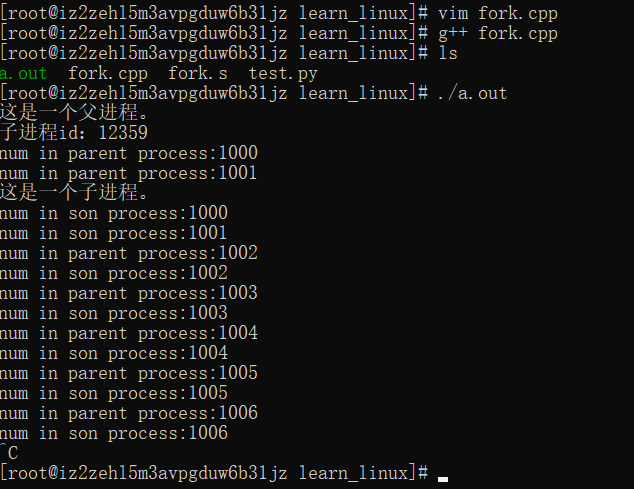 [root@iz2zehl5m3avpgduw6b31jz learn_linux]# vim fork.cpp
[root@iz2zehl5m3avpgduw6b31jz learn_linux]# g++ fork.cpp
[root@iz2zehl5m3avpgduw6b31jz learn_linux]# ls
a.out  fork.cpp  fork.s  test.py
[root@iz2zehl5m3avpgduw6b31jz learn_linux]# ./a.out
这是一个父进程。
子进程id：12359
num in parent process:1000
num in parent process:1001
这是一个子进程。
num in son process:1000
num in son process:1001
num in parent process:1002
num in son process:1002
num in parent process:1003
num in son process:1003
num in parent process:1004
num in son process:1004
num in parent process:1005
num in son process:1005
num in parent process:1006
num in son process:1006
^C
[root@iz2zehl5m3avpgduw6b31jz learn_linux]#